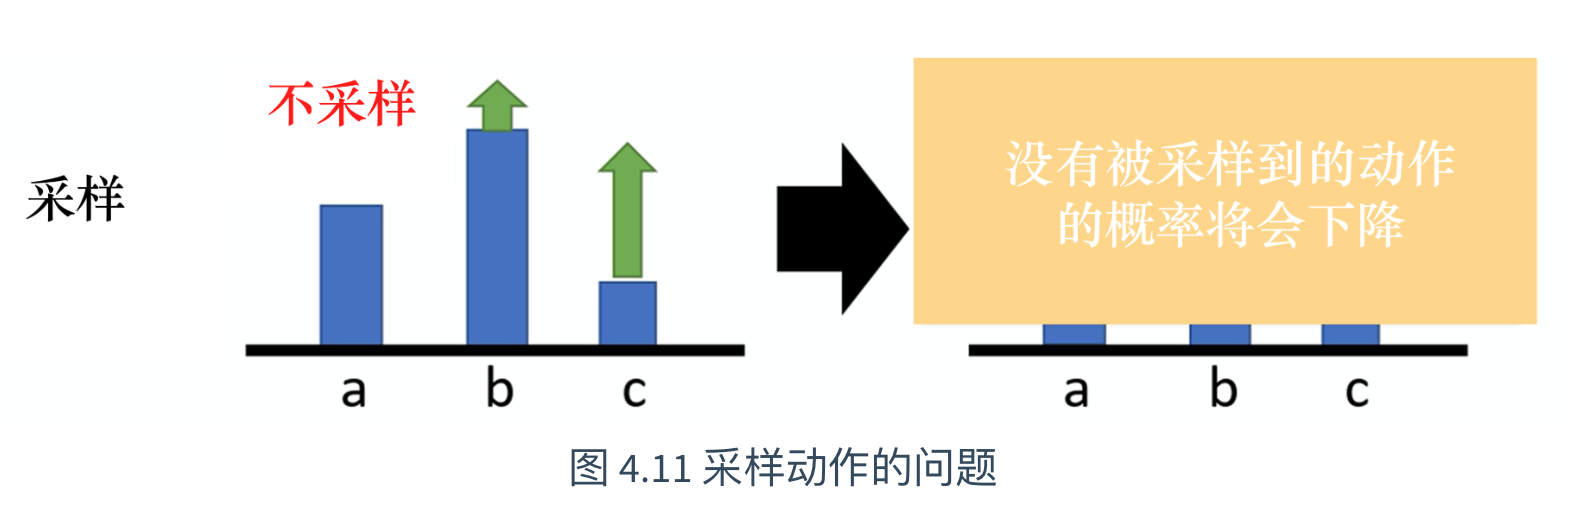 不采样
采样
没有被采样到的动作
的概率将会下降
a b c
a b c
图 4.11 采样动作的问题